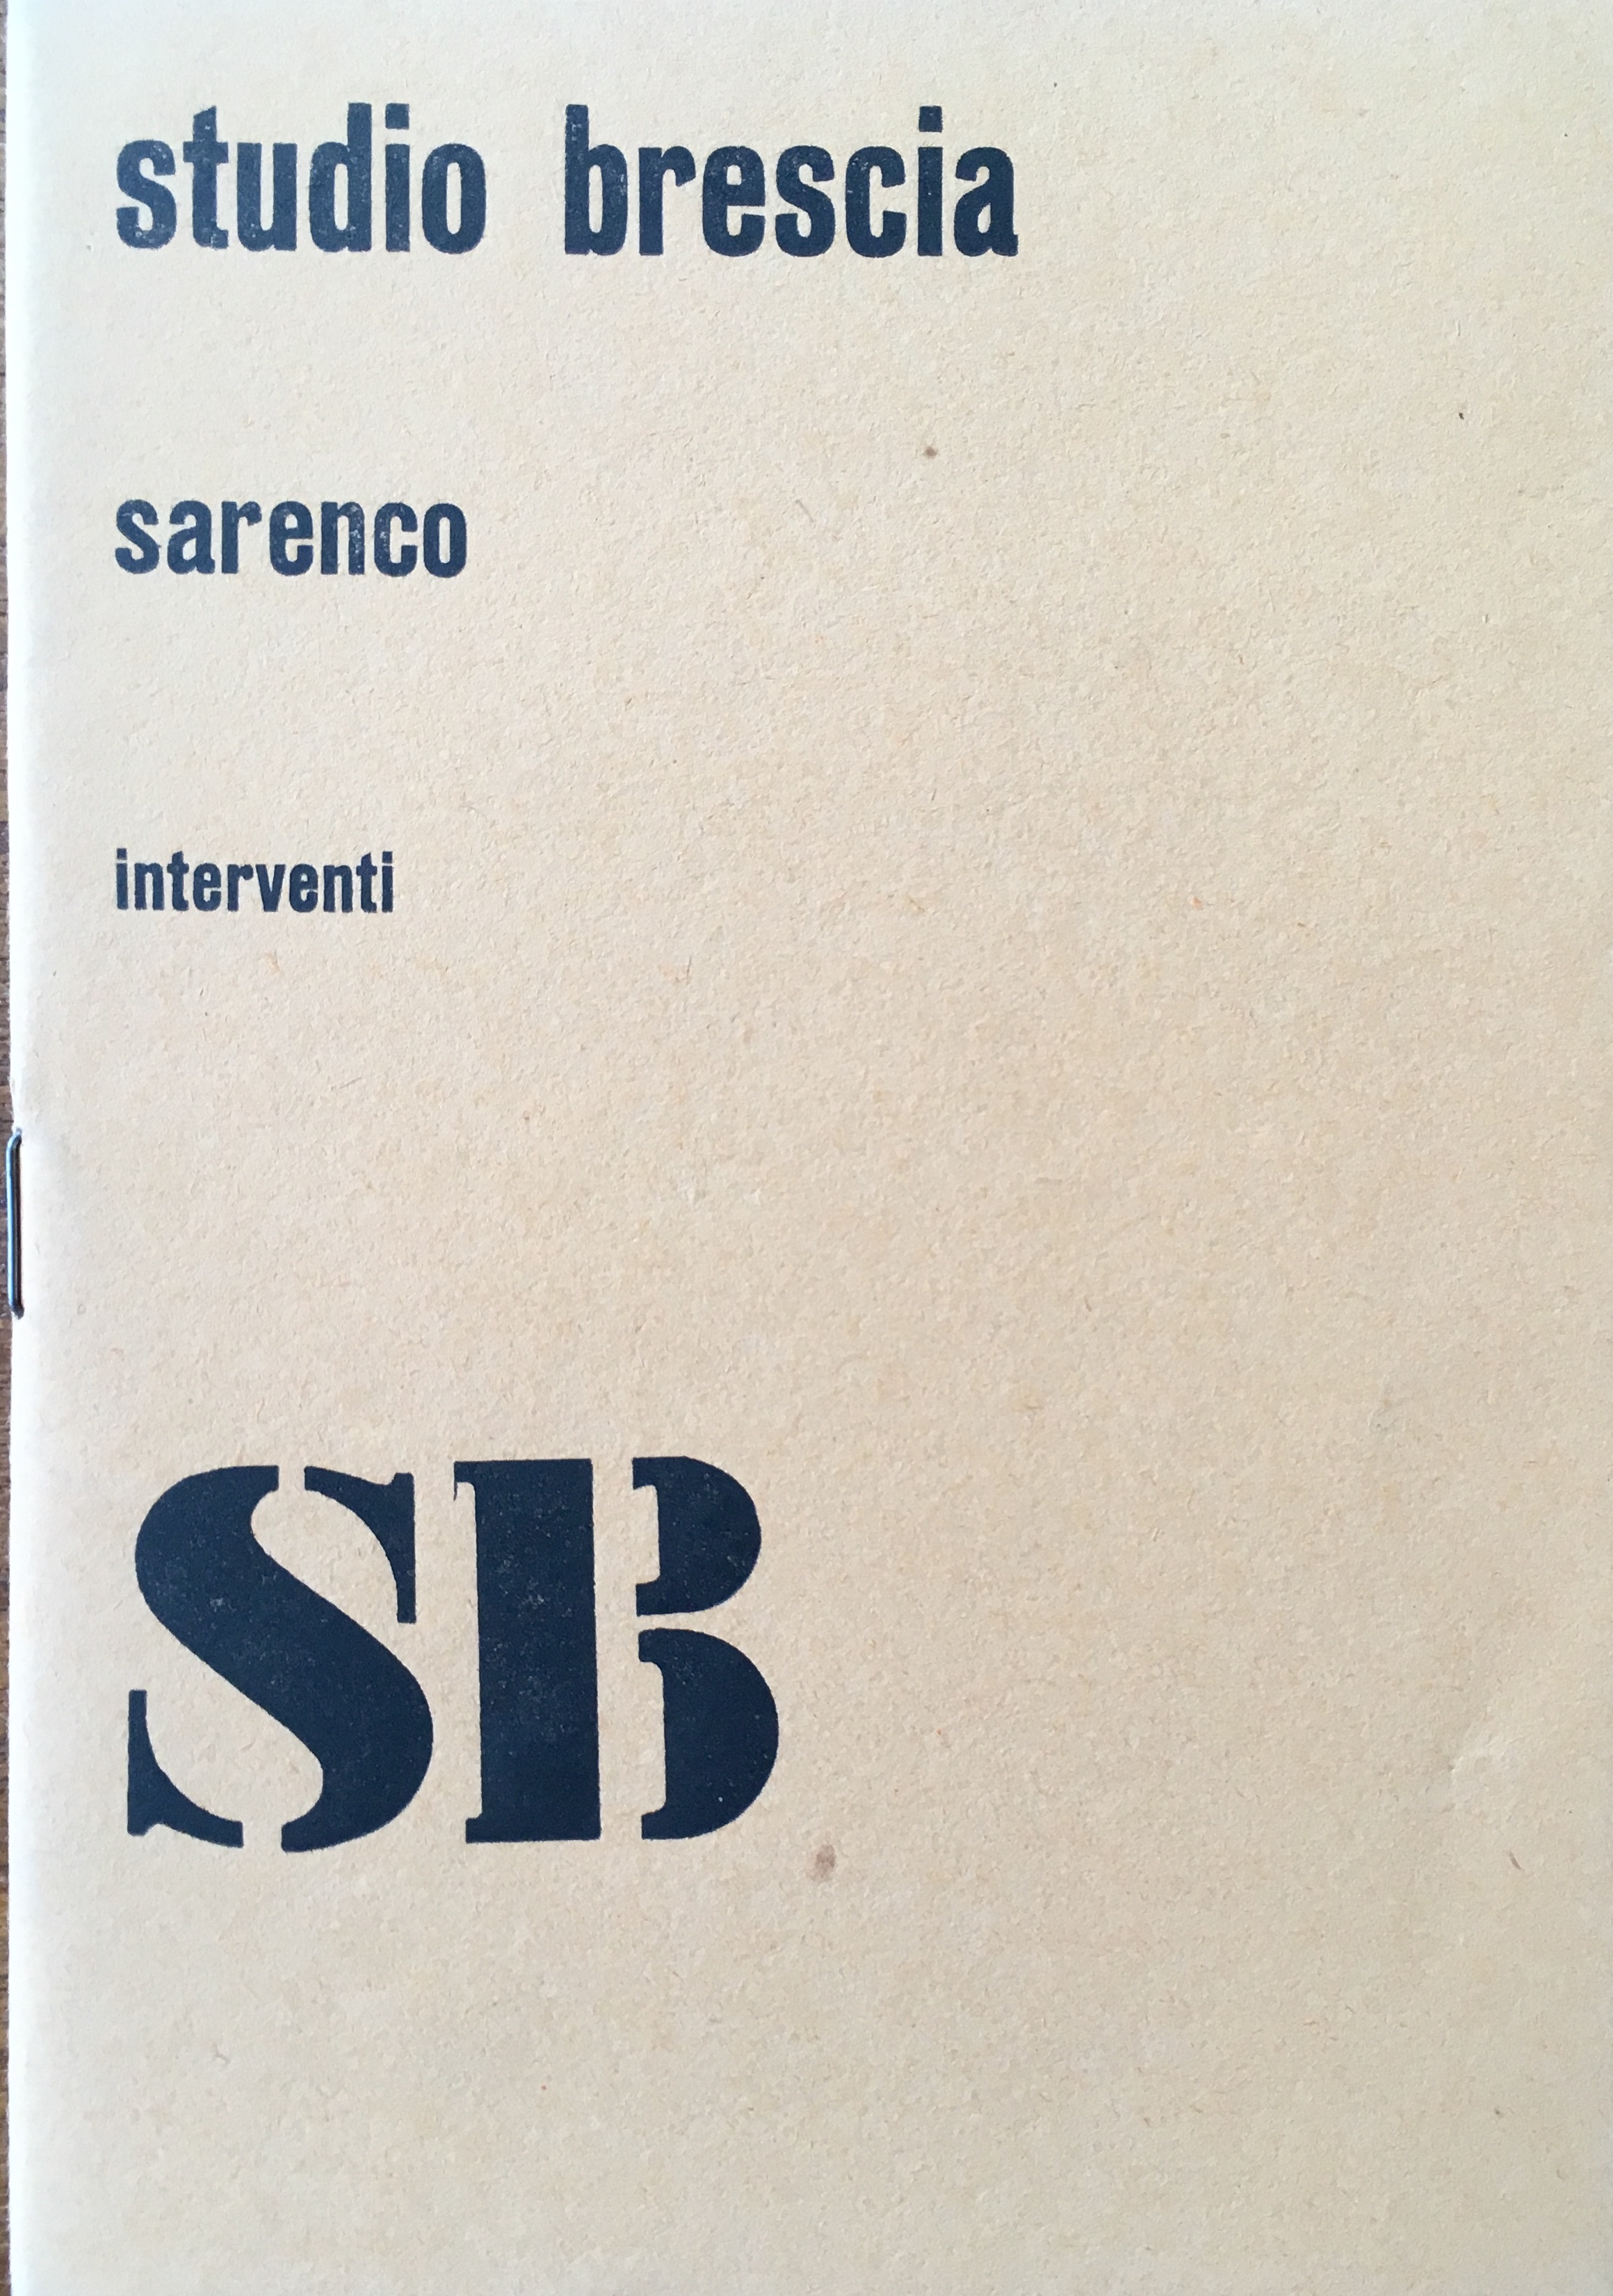 studio brescia
sarenco
interventi
SB